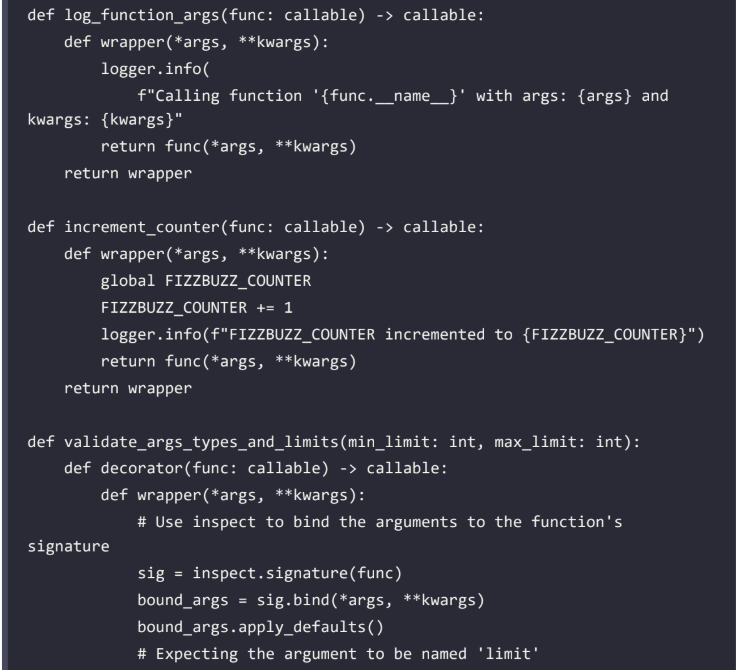 def log_function_args(func: callable) -> callable:
    def wrapper(*args, **kwargs):
        logger.info(
            f"Calling function '{func.__name__}' with args: {args} and
kwargs: {kwargs}"
        return func(*args, **kwargs)
    return wrapper

def increment_counter(func: callable) -> callable:
    def wrapper(*args, **kwargs):
        global FIZZBUZZ_COUNTER
        FIZZBUZZ_COUNTER += 1
        logger.info(f"FIZZBUZZ_COUNTER incremented to {FIZZBUZZ_COUNTER}")
        return func(*args, **kwargs)
    return wrapper

def validate_args_types_and_limits(min_limit: int, max_limit: int):
    def decorator(func: callable) -> callable:
        def wrapper(*args, **kwargs):
            # Use inspect to bind the arguments to the function's
signature
            sig = inspect.signature(func)
            bound_args = sig.bind(*args, **kwargs)
            bound_args.apply_defaults()
            # Expecting the argument to be named 'limit'